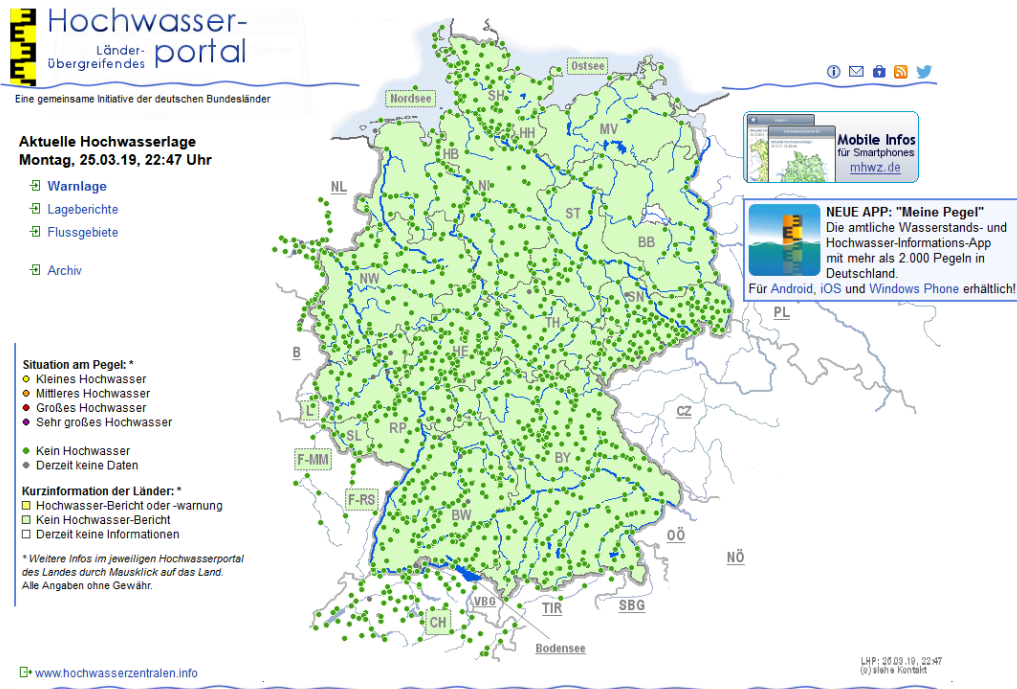 Hochwasser-
Länder-
übergreifendes portal
Eine gemeinsame Initiative der deutschen Bundesländer
Aktuelle Hochwasserlage
Montag, 25.03.19, 22:47 Uhr
Warnlage
Lageberichte
Flussgebiete
Archiv
Situation am Pegel: *
Kleines Hochwasser
Mittleres Hochwasser
Großes Hochwasser
Sehr großes Hochwasser
Kein Hochwasser
Derzeit keine Daten
Kurzinformation der Länder: *
Hochwasser-Bericht oder -warnung
Kein Hochwasser-Bericht
Derzeit keine Informationen
* Weitere Infos im jeweiligen Hochwasserportal
des Landes durch Mausklick auf das Land.
Alle Angaben ohne Gewähr.
www.hochwasserzentralen.info
Ostsee
Nordsee
SH
HH
MV
HB
NL
NI
ST
BB
NW
SN
PL
TH
B
HE
L
CZ
RP
SL
BY
F-MM
F-RS
BW
OÖ
NÖ
VBG
TIR
SBG
CH
Bodensee
Mobile Infos
für Smartphones
mhwz.de
NEUE APP: "Meine Pegel"
Die amtliche Wasserstands- und
Hochwasser-Informations-App
mit mehr als 2.000 Pegeln in
Deutschland.
Für Android, iOS und Windows Phone erhältlich!
LHP: 25.03.19, 22:47
(c) siehe Kontakt